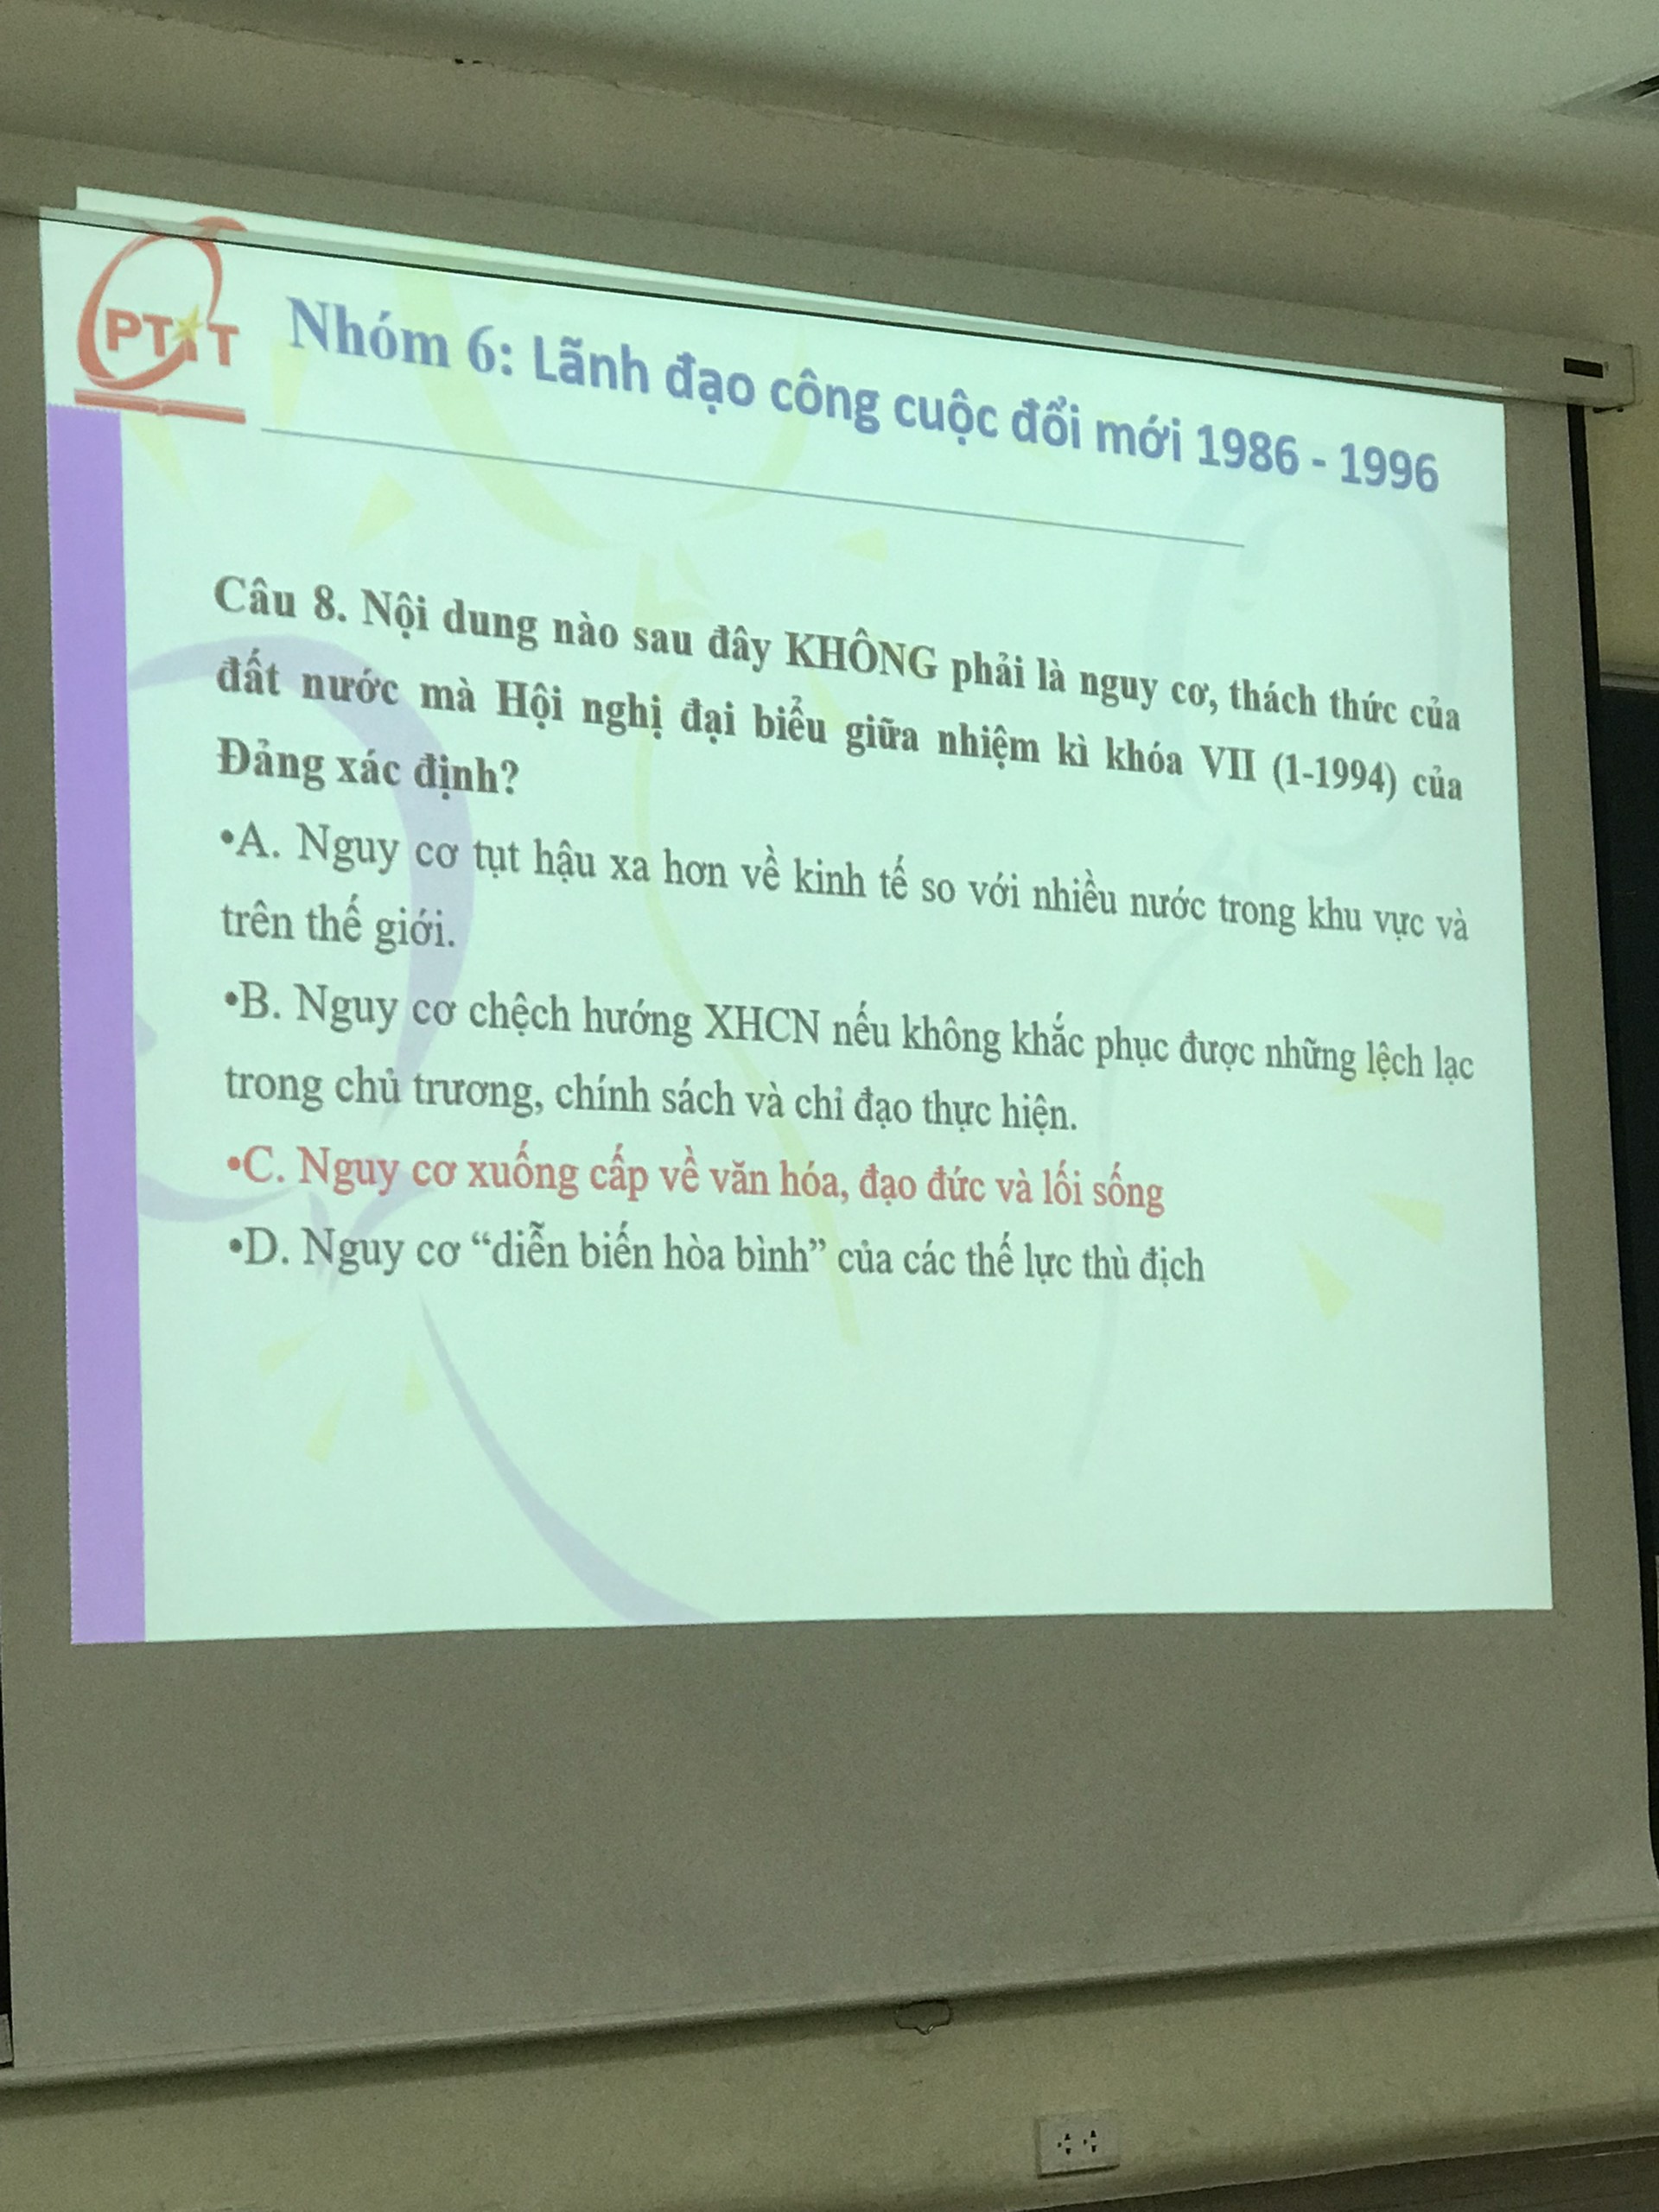 PTIT
Nhóm 6: Lãnh đạo công cuộc đổi mới 1986 - 1996
Câu 8. Nội dung nào sau đây KHÔNG phải là nguy cơ, thách thức của
đất nước mà Hội nghị đại biểu giữa nhiệm kì khóa VII (1-1994) của
Đảng xác định?
•A. Nguy cơ tụt hậu xa hơn về kinh tế so với nhiều nước trong khu vực và
trên thế giới.
•B. Nguy cơ chệch hướng XHCN nếu không khắc phục được những lệch lạc
trong chủ trương, chính sách và chỉ đạo thực hiện.
•C. Nguy cơ xuống cấp về văn hóa, đạo đức và lối sống
•D. Nguy cơ “diễn biến hòa bình” của các thế lực thù địch